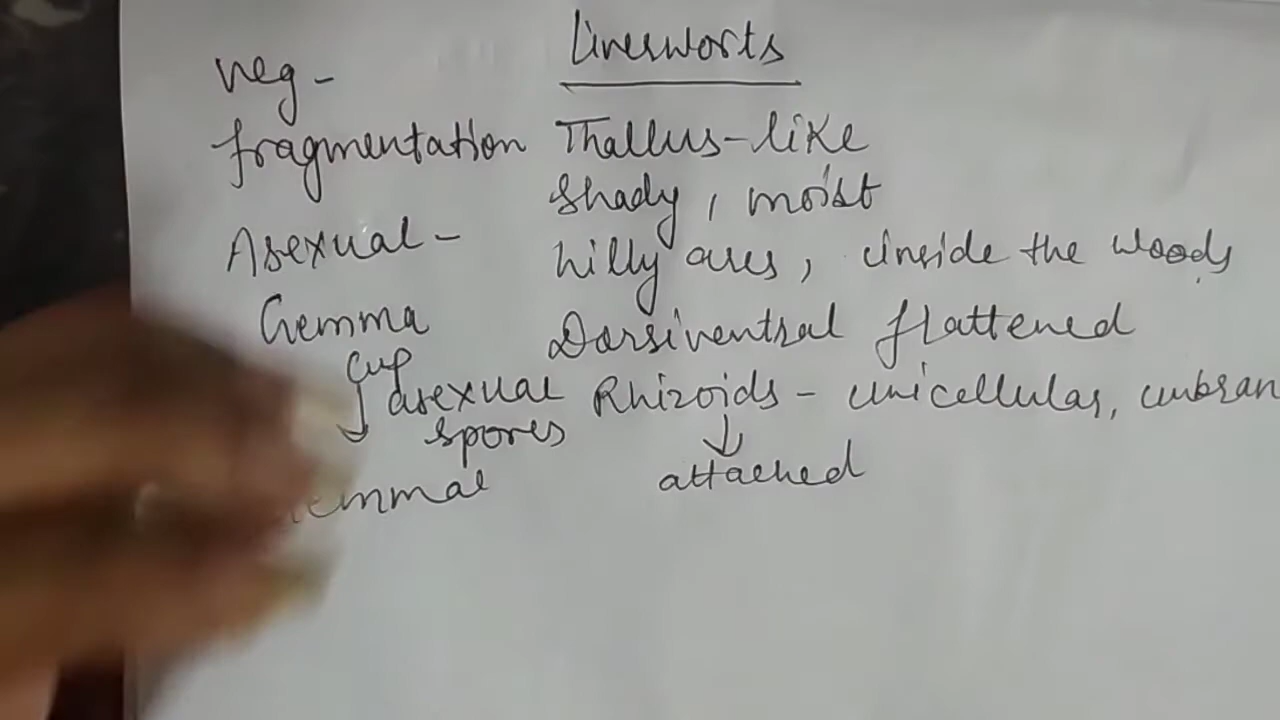 Liverworts
Veg -
fragmentation
Asexual -
Gemma
cup
asexual
spores
Thallus-like
Shady, moist
hilly ares, inside the woods
Dorsiventral flattened
Rhizoids - unicellular,
attached